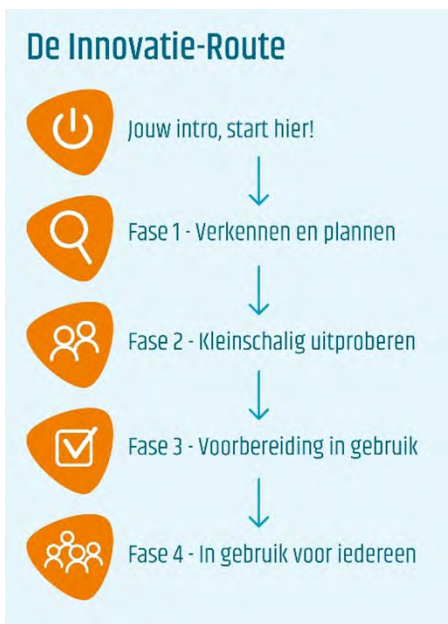 De Innovatie-Route
Jouw intro, start hier!
Fase 1 - Verkennen en plannen
Fase 2 - Kleinschalig uitproberen
Fase 3 - Voorbereiding in gebruik
Fase 4 - In gebruik voor iedereen